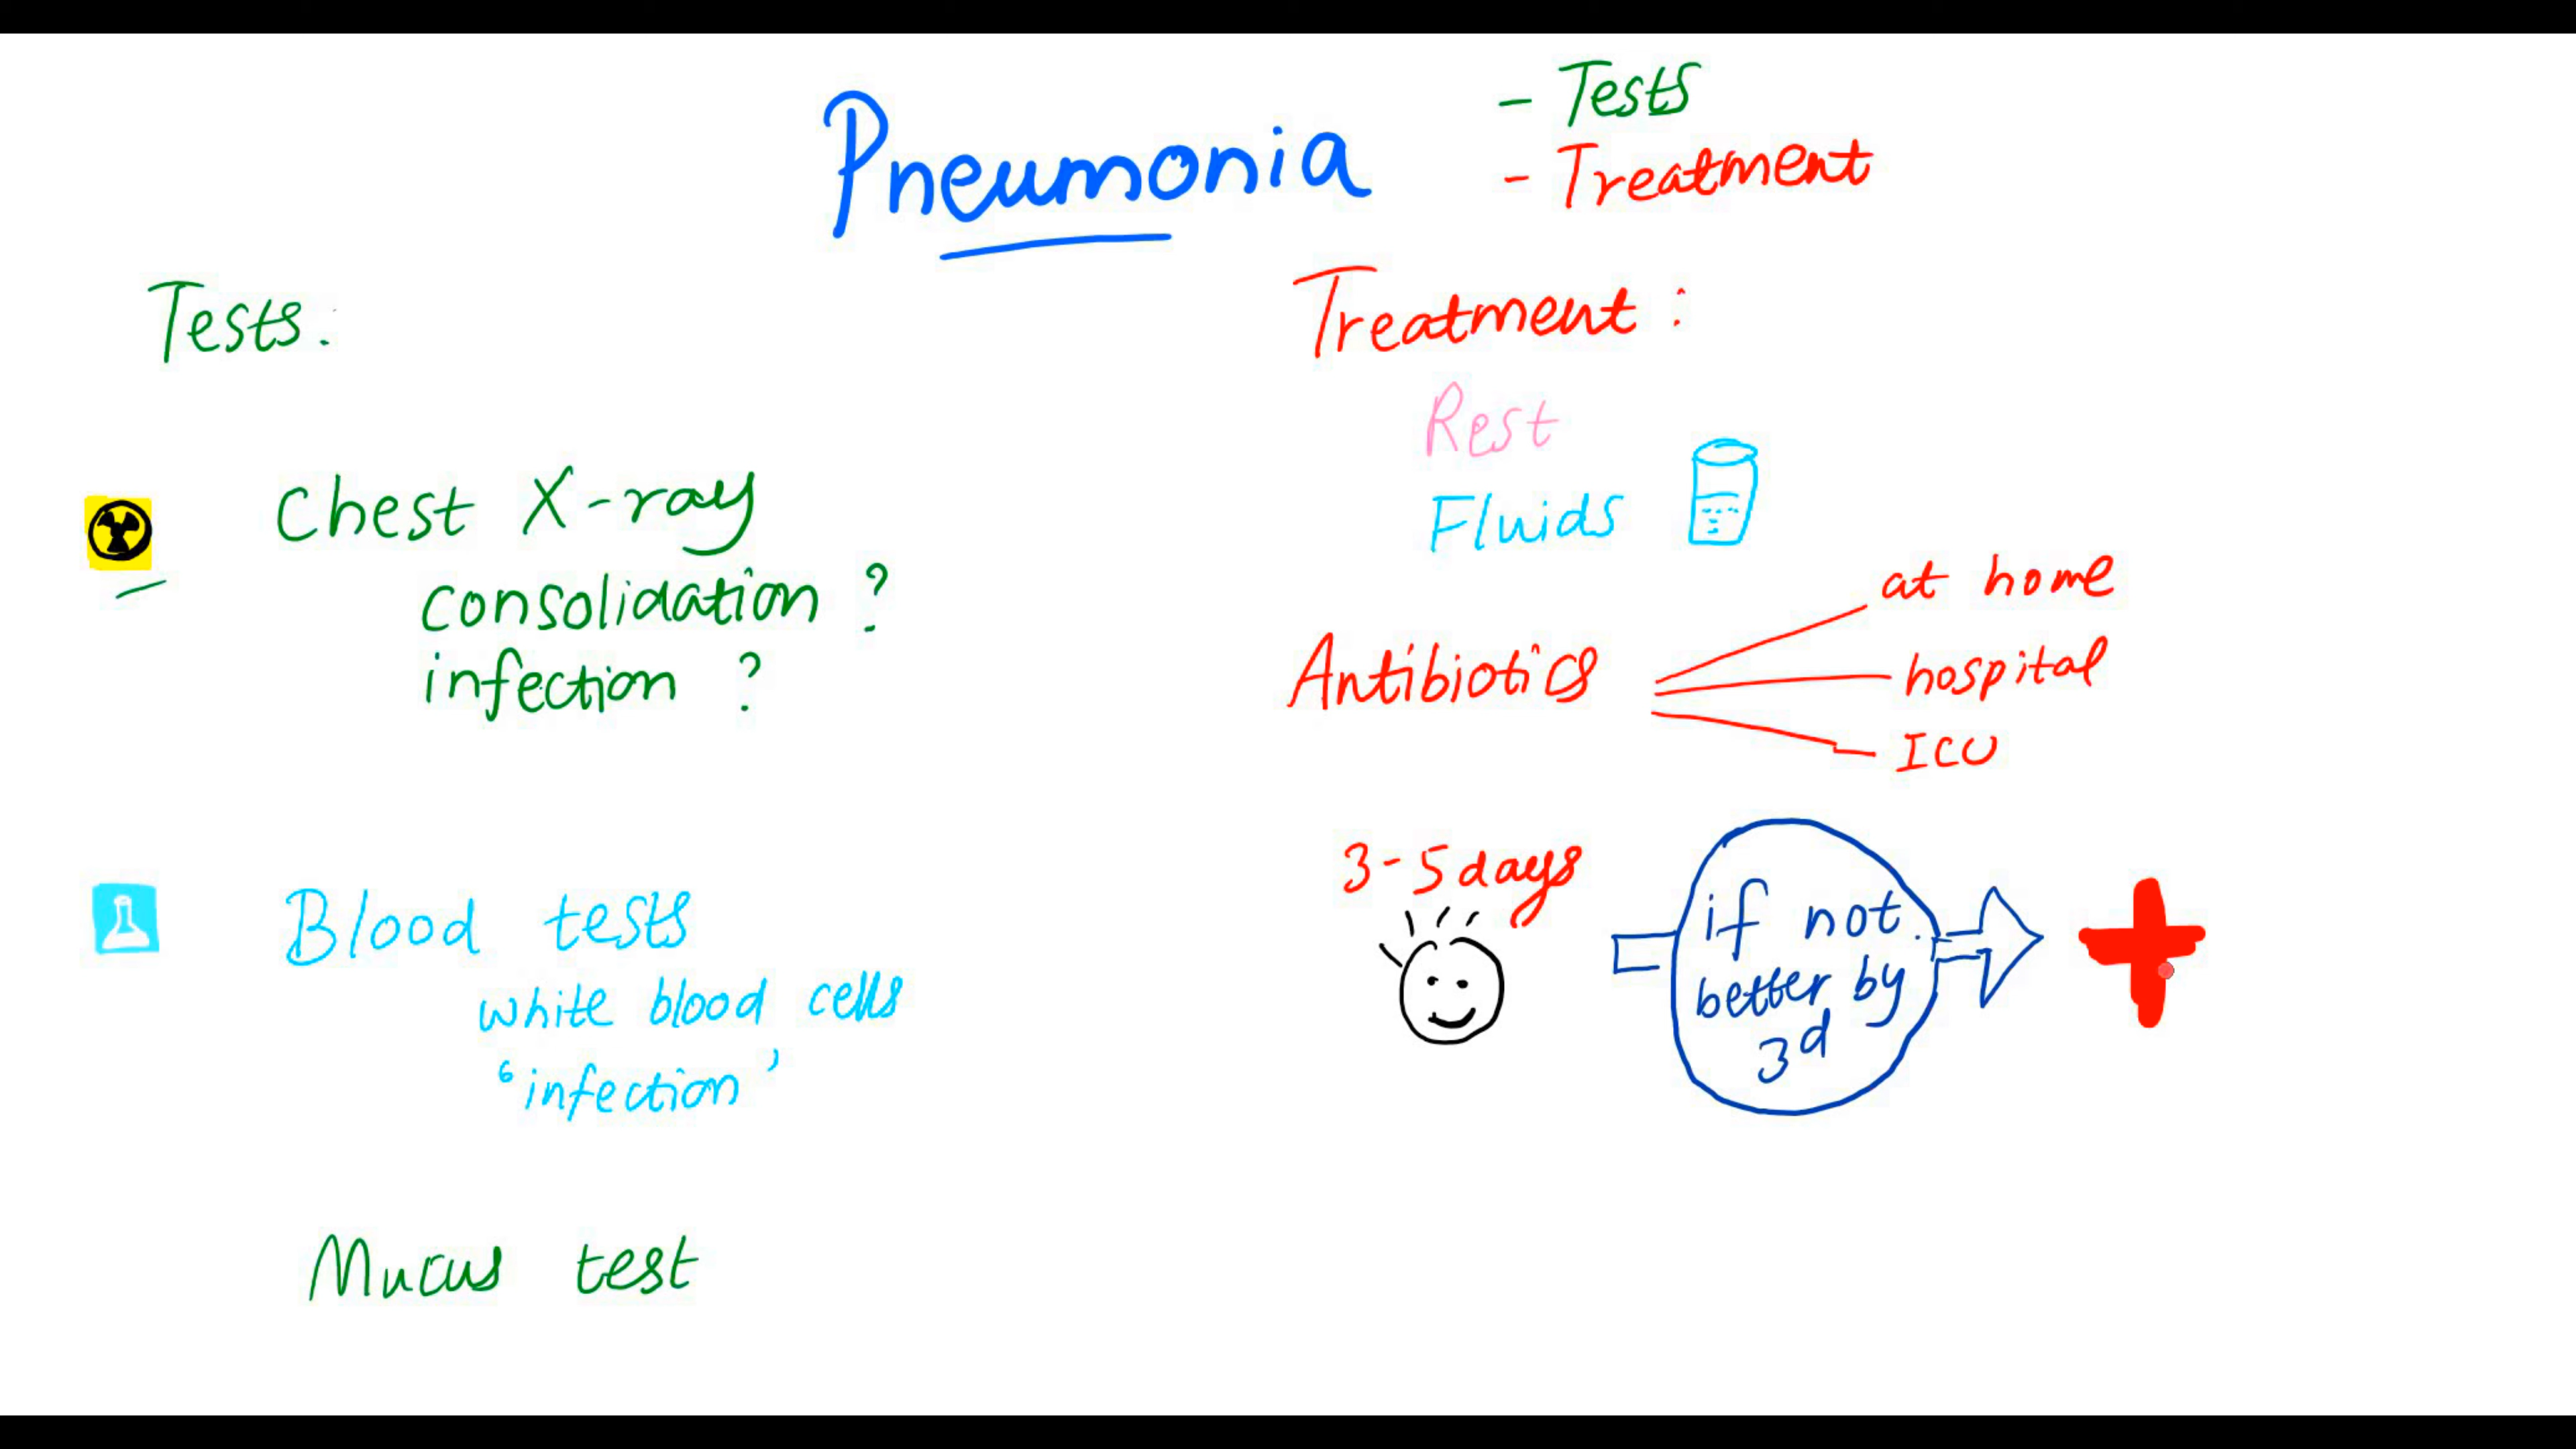 Pneumonia
- Tests
- Treatment
Tests:
Chest X-ray
consolidation ?
infection ?
Blood tests
white blood cells
'infection'
Mucus test
Treatment:
Rest
Fluids
Antibiotics
at home
hospital
ICU
3-5 days
if not
better by
3d